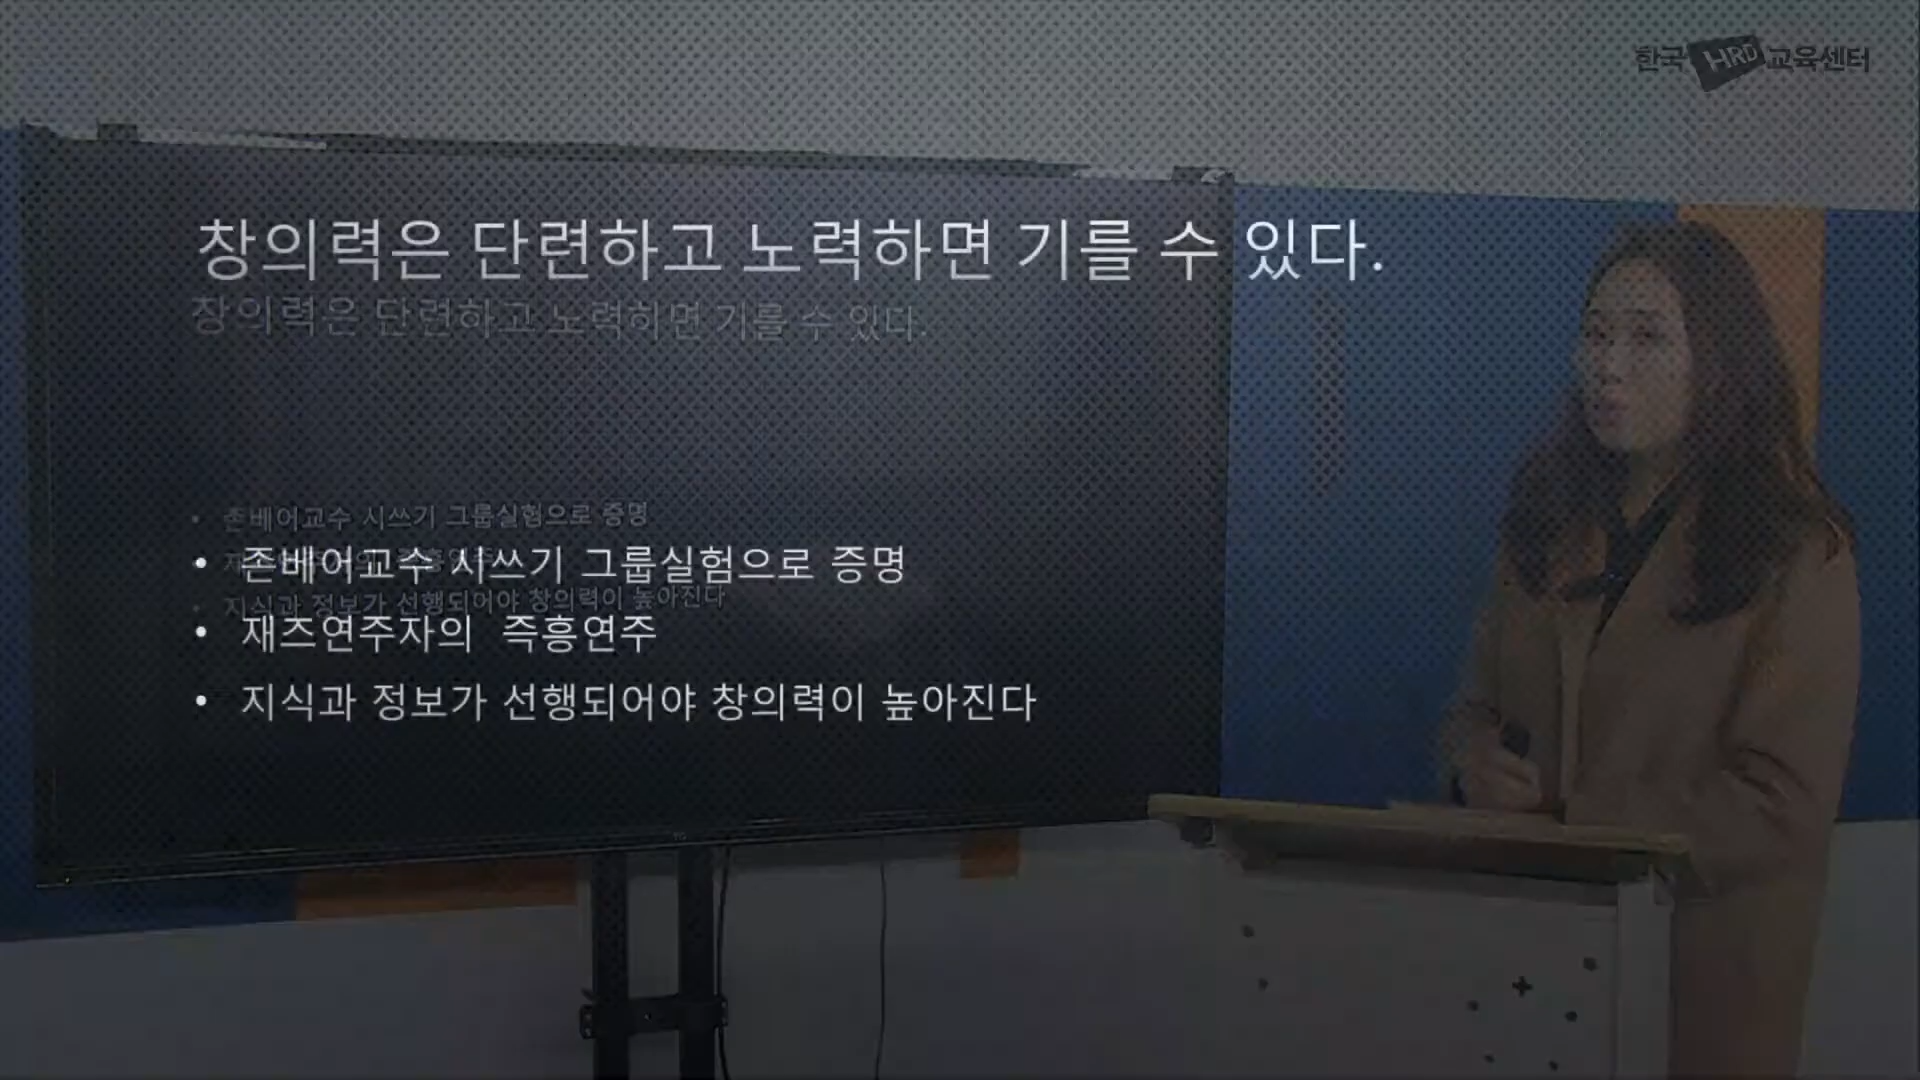 한국 HRD 교육센터
창의력은 단련하고 노력하면 기를 수 있다.
창의력은 단련하고 노력하면 기를 수 있다.
• 존베어교수 시쓰기 그룹실험으로 증명
• 존베어교수 시쓰기 그룹실험으로 증명
• 지식과 정보가 선행되어야 창의력이 높아진다
• 재즈연주자의 즉흥연주
• 지식과 정보가 선행되어야 창의력이 높아진다